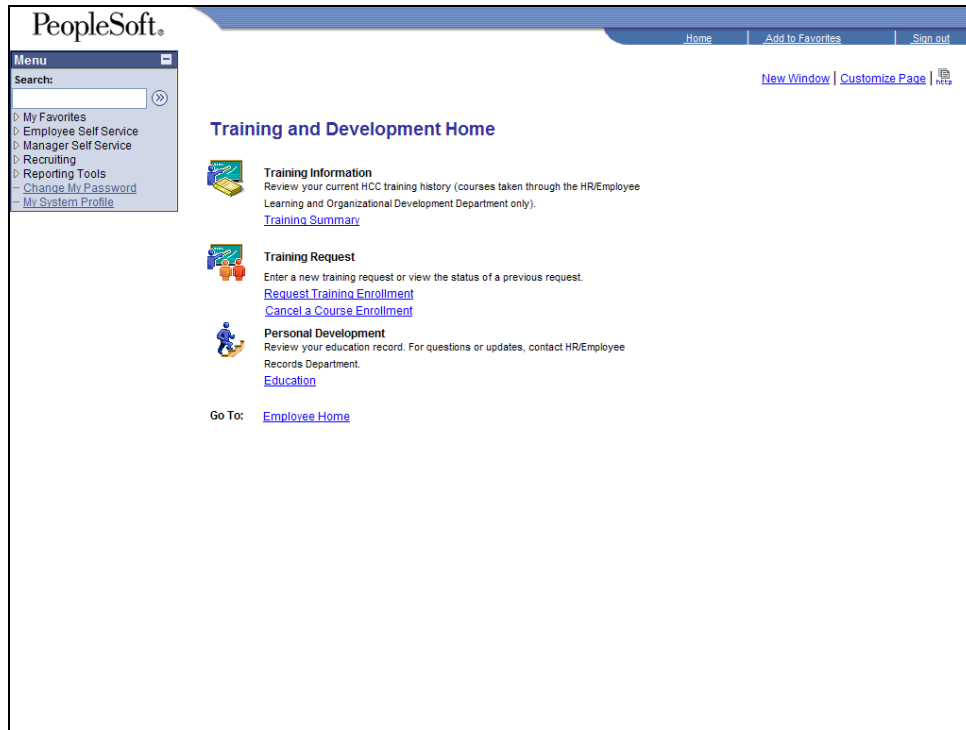 PeopleSoft®
Home
Add to Favorites
Sign out
Menu
Search:
My Favorites
Employee Self Service
Manager Self Service
Recruiting
Reporting Tools
Change My Password
My System Profile
New Window | Customize Page | http
Training and Development Home
Training Information
Review your current HCC training history (courses taken through the HR/Employee
Learning and Organizational Development Department only).
Training Summary
Training Request
Enter a new training request or view the status of a previous request.
Request Training Enrollment
Cancel a Course Enrollment
Personal Development
Review your education record. For questions or updates, contact HR/Employee
Records Department.
Education
Go To: Employee Home